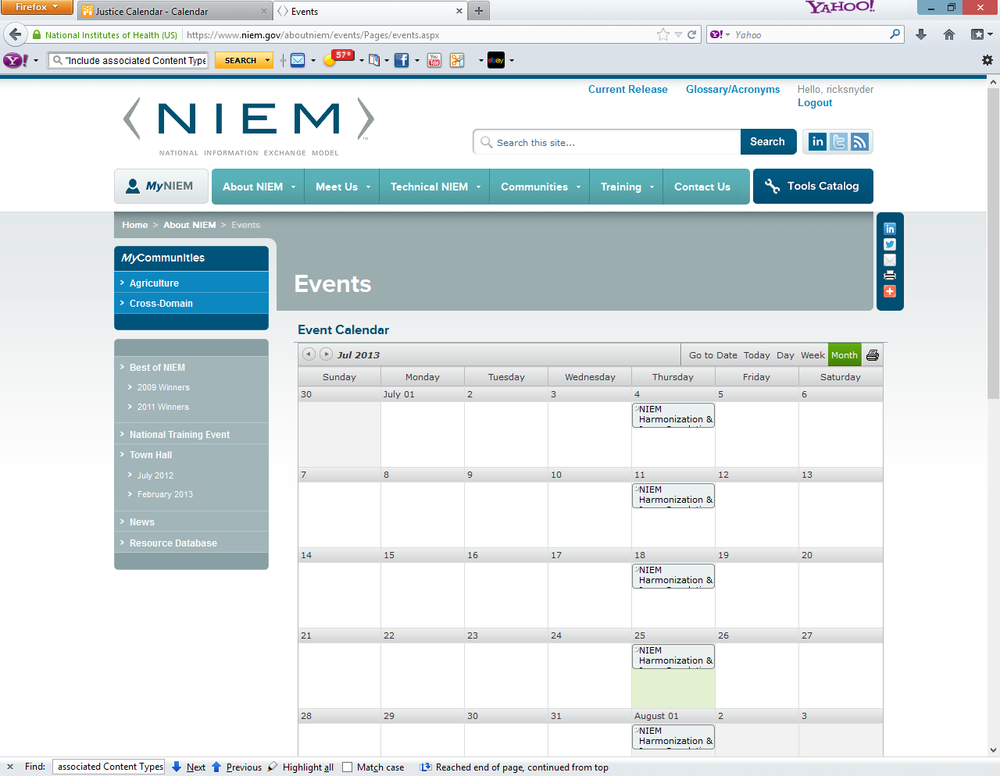 Firefox
Justice Calendar - Calendar
Events
YAHOO!
National Institutes of Health (US)
https://www.niem.gov/aboutniem/events/Pages/events.aspx
Yahoo
Y!
"Include associated Content Type
SEARCH
57°
ebay
Current Release
Glossary/Acronyms
Hello, ricksnyder
Logout
NIEM
NATIONAL INFORMATION EXCHANGE MODEL
Search this site...
Search
MyNIEM
About NIEM
Meet Us
Technical NIEM
Communities
Training
Contact Us
Tools Catalog
Home > About NIEM > Events
MyCommunities
Agriculture
Cross-Domain
Best of NIEM
2009 Winners
2011 Winners
National Training Event
Town Hall
July 2012
February 2013
News
Resource Database
Events
Event Calendar
Jul 2013
Go to Date Today Day Week Month
Sunday Monday Tuesday Wednesday Thursday Friday Saturday
30 July 01 2 3 4 5 6
NIEM
Harmonization &
7 8 9 10 11 12 13
NIEM
Harmonization &
14 15 16 17 18 19 20
NIEM
Harmonization &
21 22 23 24 25 26 27
NIEM
Harmonization &
28 29 30 31 August 01 2 3
NIEM
Harmonization &
Find: associated Content Types Next Previous Highlight all Match case Reached end of page, continued from top